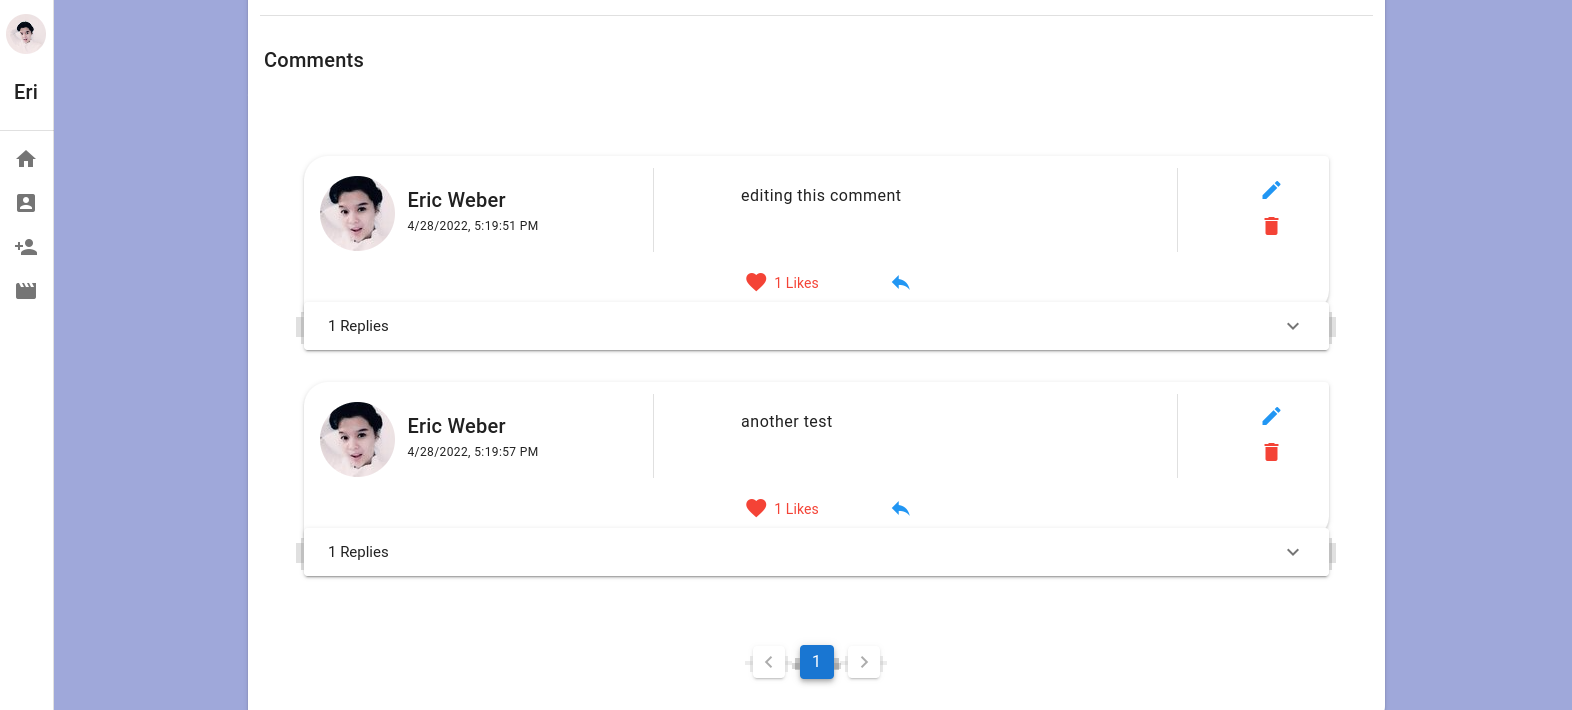 Eri
Comments
Eric Weber
4/28/2022, 5:19:51 PM
editing this comment
1 Likes
1 Replies
Eric Weber
4/28/2022, 5:19:57 PM
another test
1 Likes
1 Replies
1